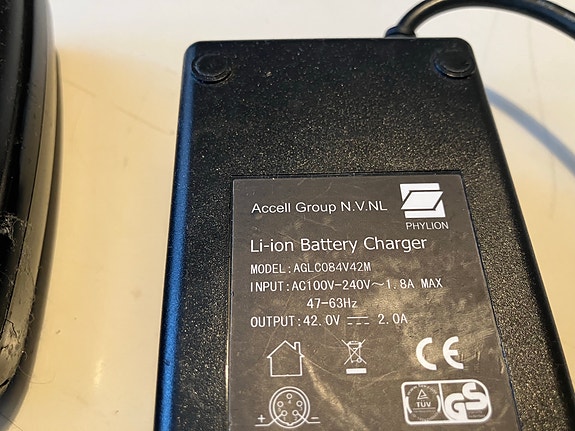 Accell Group N.V.NL
PHYLION
Li-ion Battery Charger
MODEL:AGLC084V42M
INPUT:AC100V-240V～1.8A MAX
47-63Hz
OUTPUT:42.0V ⎓ 2.0A
CE
+ -
TÜV
GS